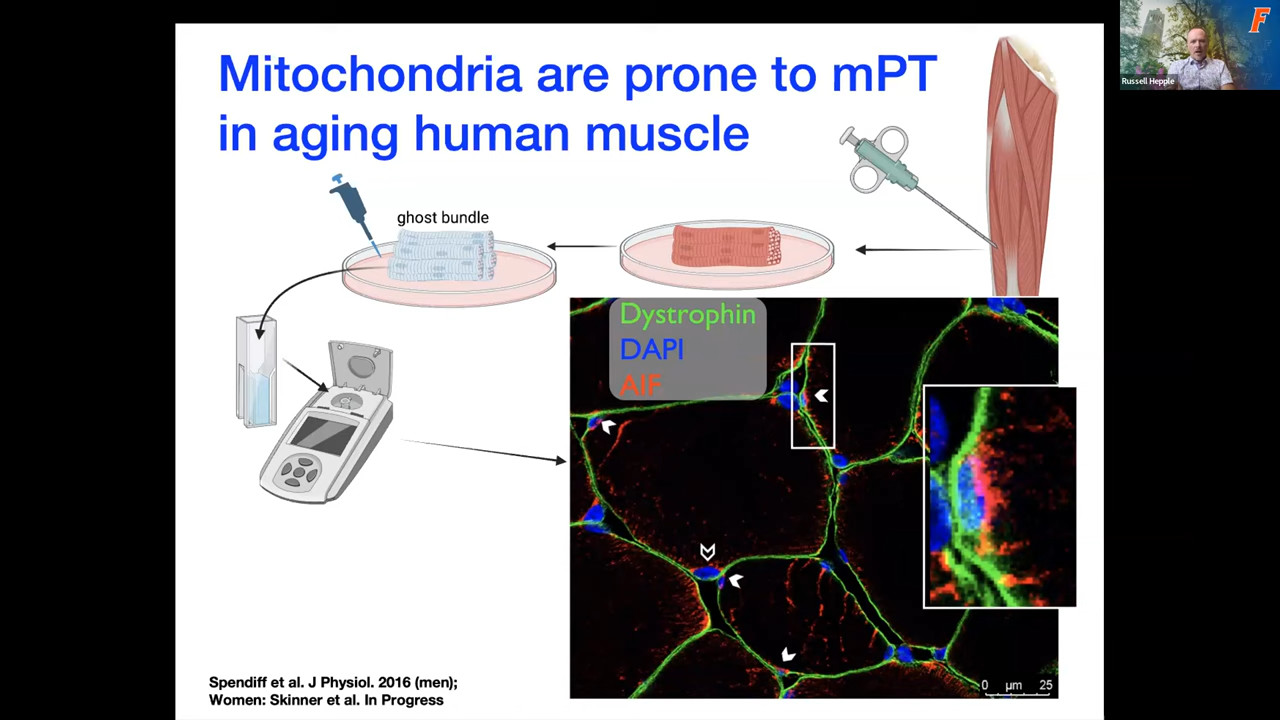 Mitochondria are prone to mPT
in aging human muscle
F
Russell Hepple
ghost bundle
Dystrophin
DAPI
AIF
0 μm 25
Spendiff et al. J Physiol. 2016 (men);
Women: Skinner et al. In Progress